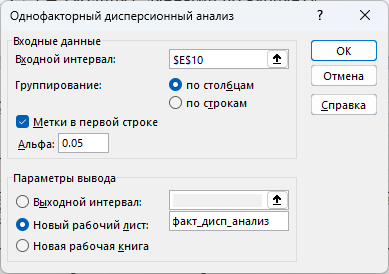 Однофакторный дисперсионный анализ
Входные данные
Входной интервал: $E$10
Группирование: по столбцам
по строкам
Метки в первой строке
Альфа: 0.05
Параметры вывода
Выходной интервал:
Новый рабочий лист: факт_дисп_анализ
Новая рабочая книга
ОК
Отмена
Справка